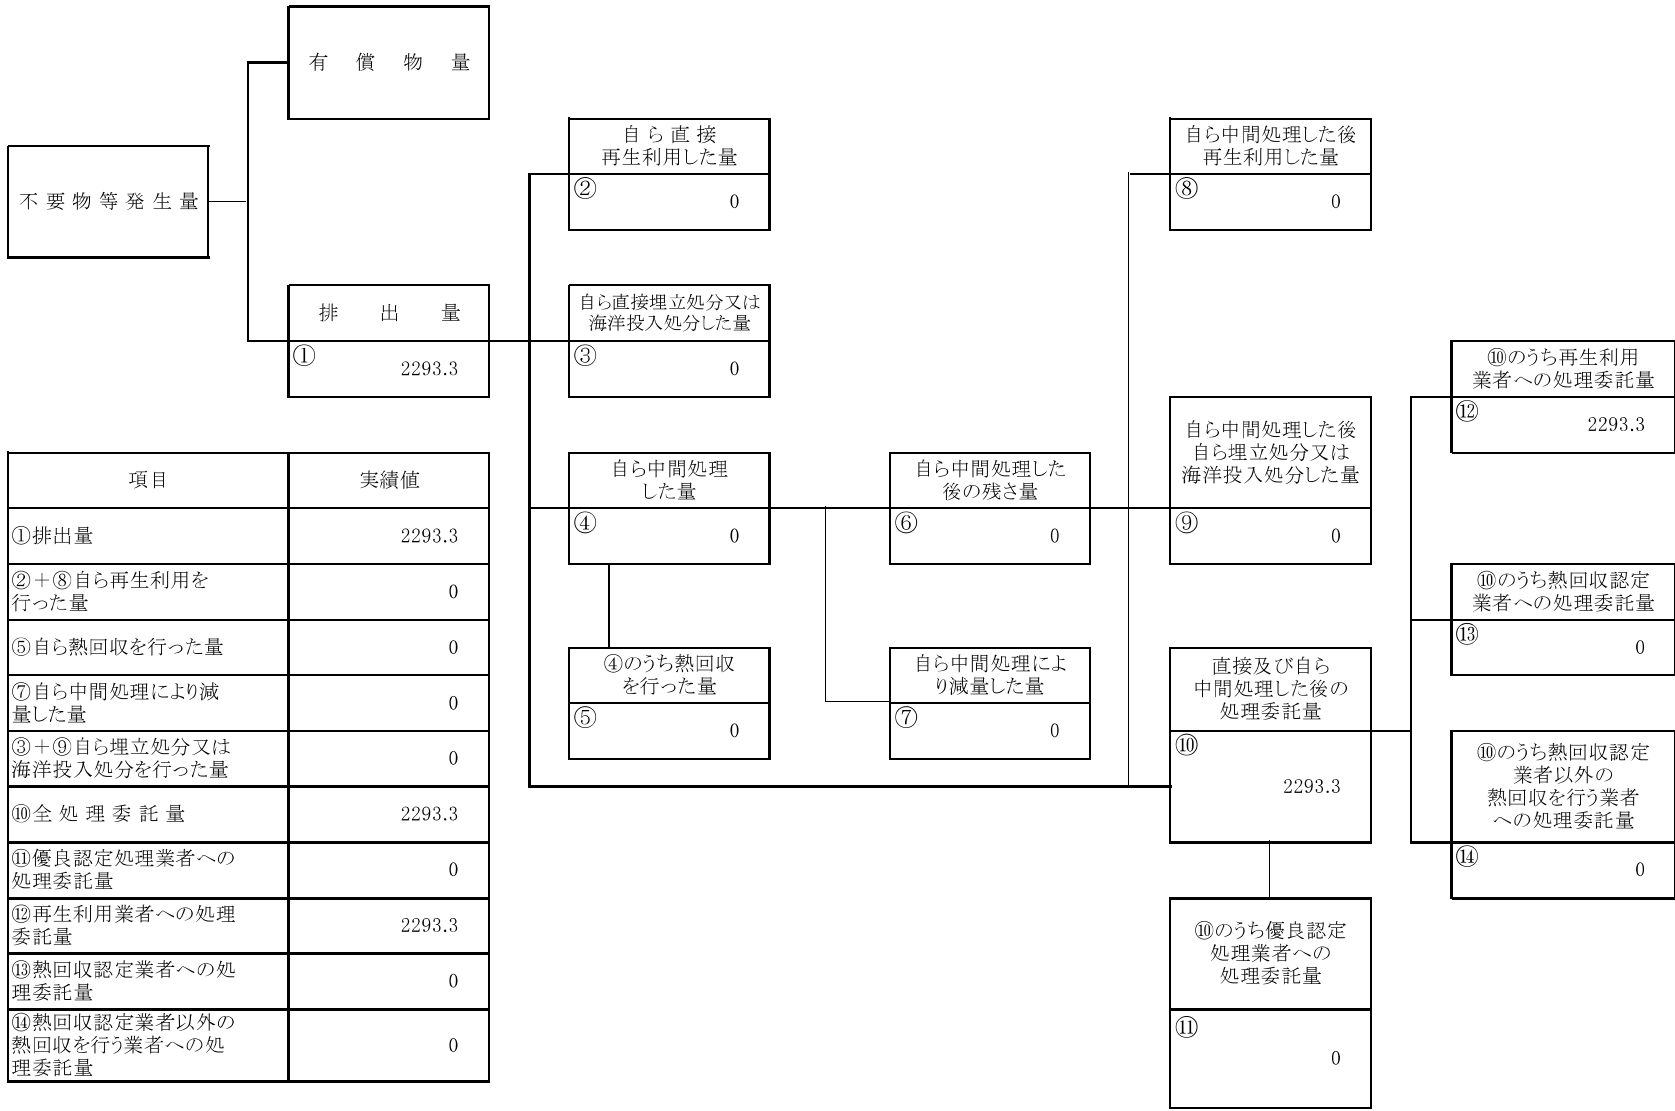 有償物量
不要物等発生量
排出量
①
2293.3
自ら直接
再生利用した量
②
0
自ら直接埋立処分又は
海洋投入処分した量
③
0
自ら中間処理
した量
④
0
④のうち熱回収
を行った量
⑤
0
自ら中間処理した
後の残さ量
⑥
0
自ら中間処理によ
り減量した量
⑦
0
自ら中間処理した後
再生利用した量
⑧
0
自ら中間処理した後
自ら埋立処分又は
海洋投入処分した量
⑨
0
直接及び自ら
中間処理した後の
処理委託量
⑩
2293.3
⑩のうち優良認定
処理業者への
処理委託量
⑪
0
⑩のうち再生利用
業者への処理委託量
⑫
2293.3
⑩のうち熱回収認定
業者への処理委託量
⑬
0
⑩のうち熱回収認定
業者以外の
熱回収を行う業者
への処理委託量
⑭
0
項目 実績値
①排出量 2293.3
②＋⑧自ら再生利用を
行った量 0
⑤自ら熱回収を行った量 0
⑦自ら中間処理により減
量した量 0
③＋⑨自ら埋立処分又は
海洋投入処分を行った量 0
⑩全処理委託量 2293.3
⑪優良認定処理業者への
処理委託量 0
⑫再生利用業者への処理
委託量 2293.3
⑬熱回収認定業者への処
理委託量 0
⑭熱回収認定業者以外の
熱回収を行う業者への処
理委託量 0